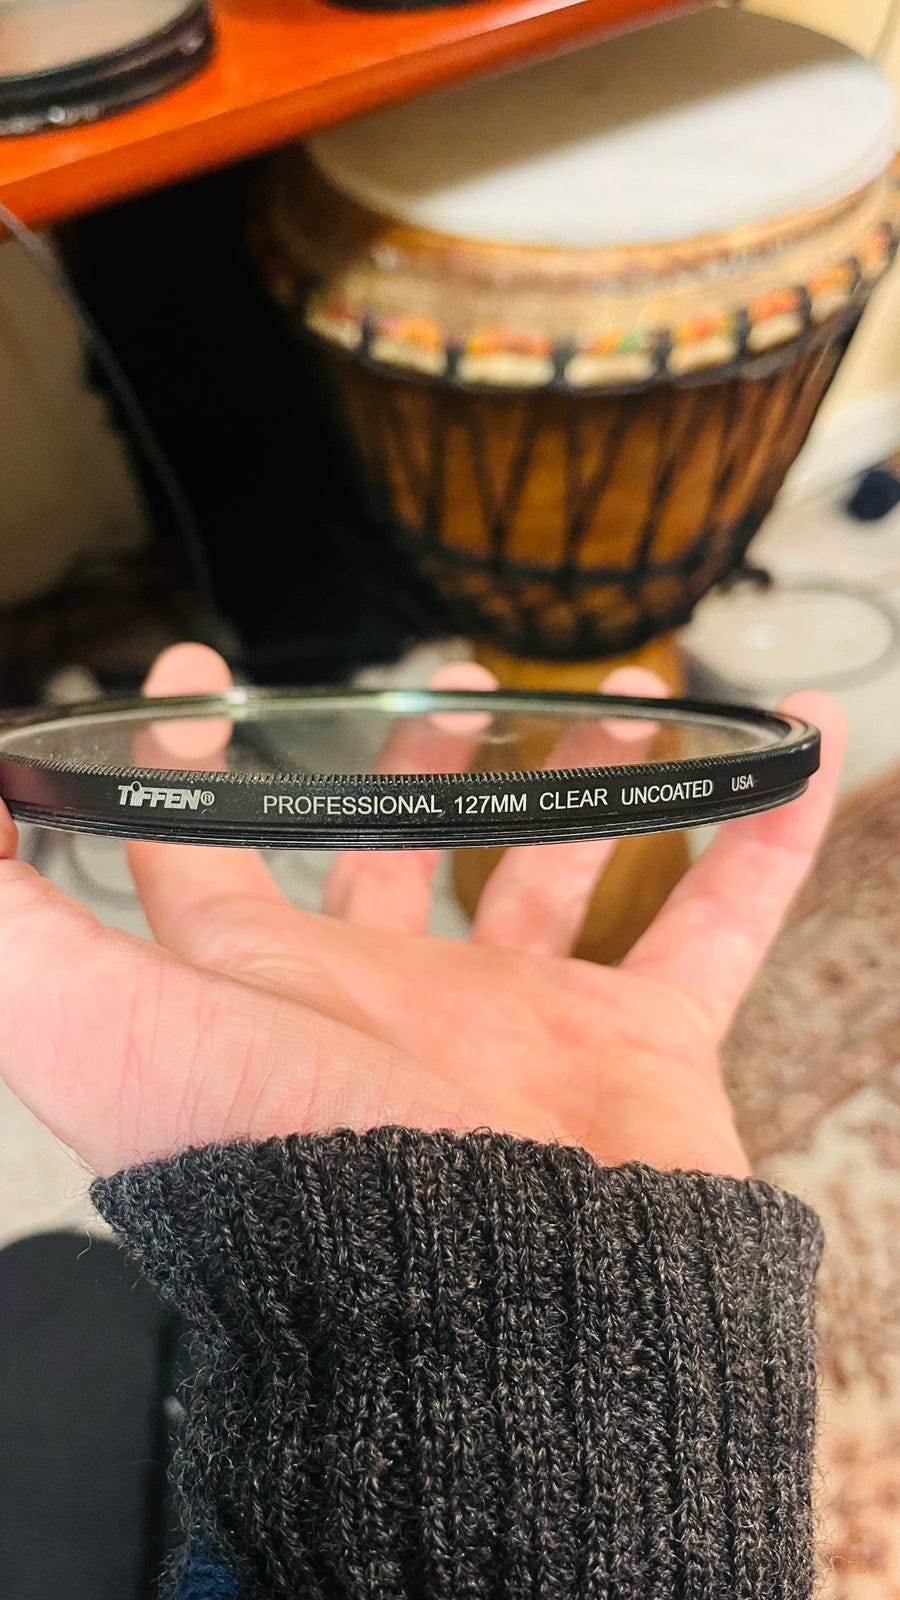 TIFFEN® PROFESSIONAL 127MM CLEAR UNCOATED USA